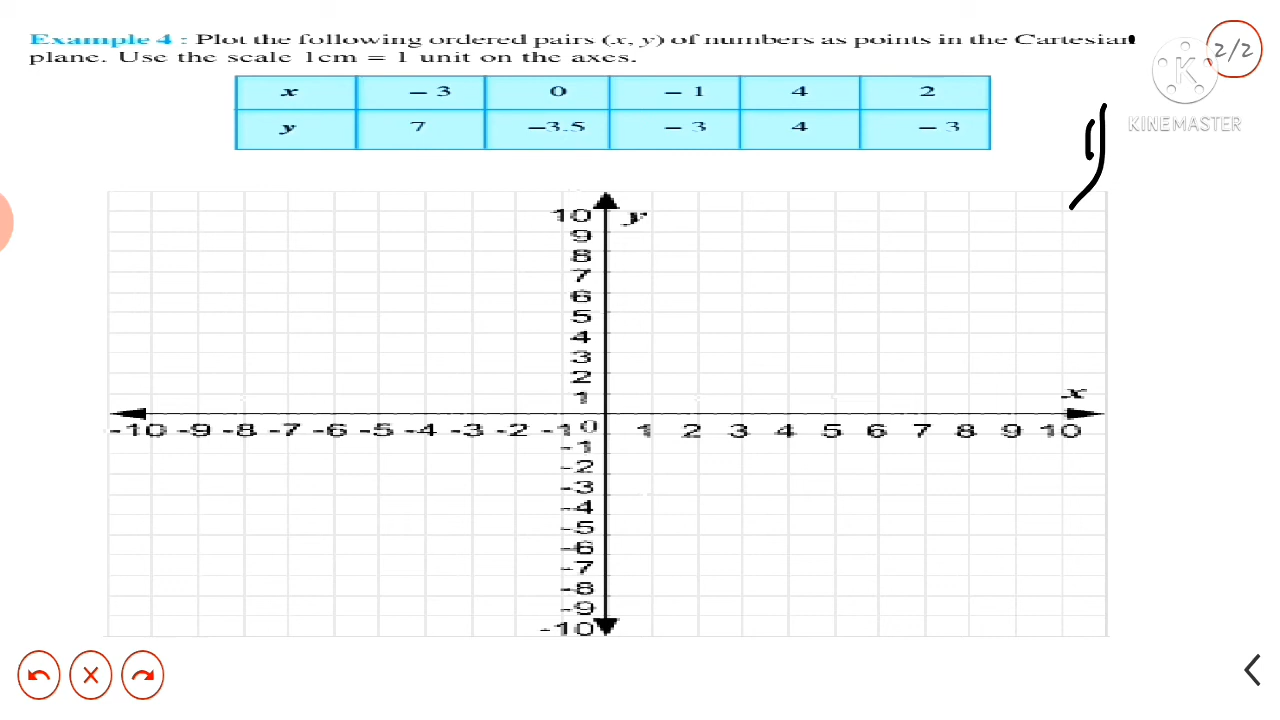 Example 4 : Plot the following ordered pairs (x, y) of numbers as points in the Cartesian
plane. Use the scale 1cm = 1 unit on the axes.
2/2
x – 3 0 – 1 4 2
y 7 –3.5 – 3 4 – 3
KINEMASTER
K
10 y
9
8
7
6
5
4
3
2
1
x
-10 -9 -8 -7 -6 -5 -4 -3 -2 -1 0 1 2 3 4 5 6 7 8 9 10
-1
-2
-3
-4
-5
-6
-7
-8
-9
-10